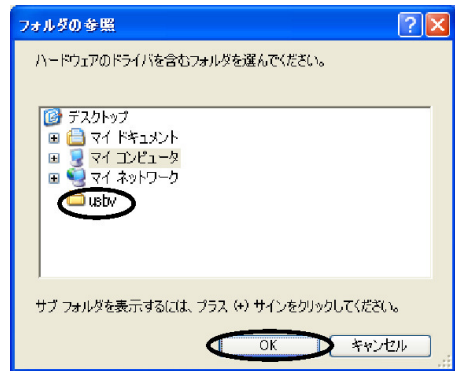 フォルダの参照
ハードウェアのドライバを含むフォルダを選んでください。
デスクトップ
マイ ドキュメント
マイ コンピュータ
マイ ネットワーク
usbv
サブ フォルダを表示するには、プラス (+) サインをクリックしてください。
OK キャンセル